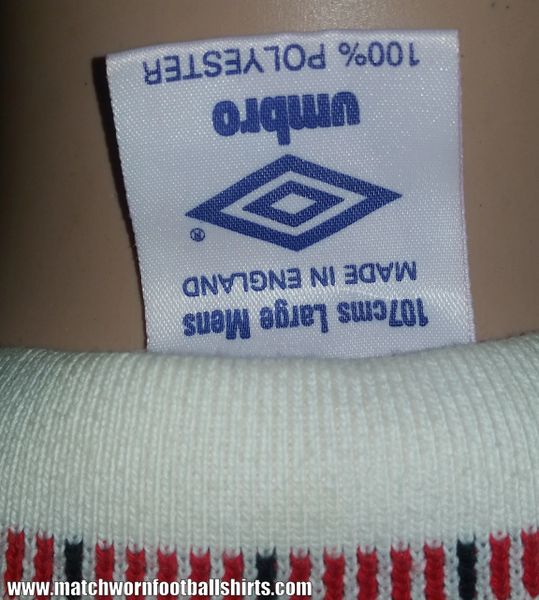 107cms Large Mens
MADE IN ENGLAND
®
umbro
100% POLYESTER
www.matchwornfootballshirts.com